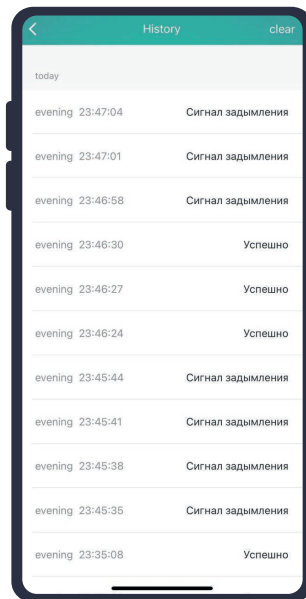 History clear
today
evening 23:47:04 Сигнал задымления
evening 23:47:01 Сигнал задымления
evening 23:46:58 Сигнал задымления
evening 23:46:30 Успешно
evening 23:46:27 Успешно
evening 23:46:24 Успешно
evening 23:45:44 Сигнал задымления
evening 23:45:41 Сигнал задымления
evening 23:45:38 Сигнал задымления
evening 23:45:35 Сигнал задымления
evening 23:35:08 Успешно